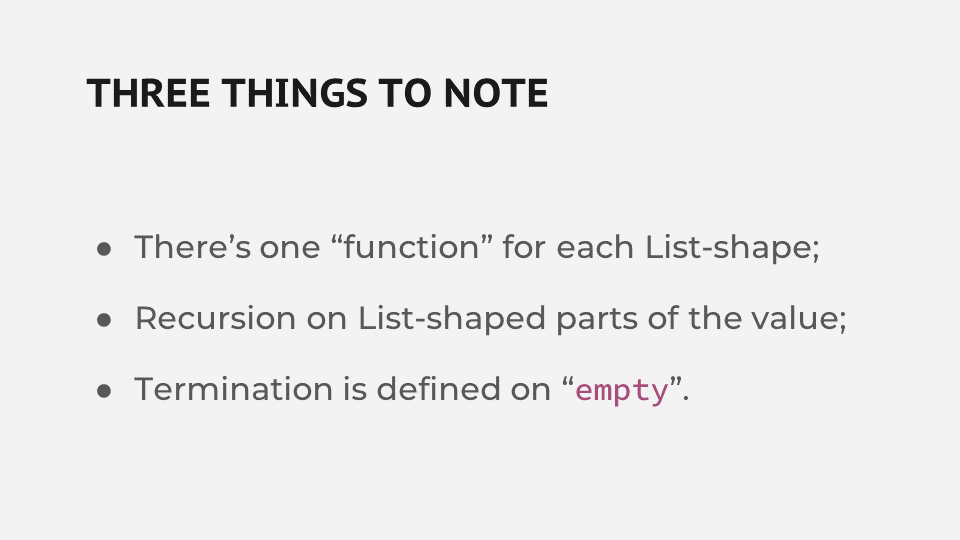 THREE THINGS TO NOTE
● There’s one “function” for each List-shape;
● Recursion on List-shaped parts of the value;
● Termination is defined on “empty”.